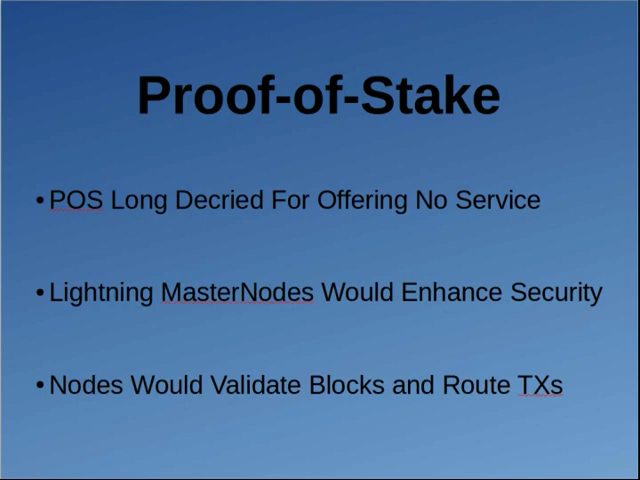 Proof-of-Stake
• POS Long Decried For Offering No Service
• Lightning MasterNodes Would Enhance Security
• Nodes Would Validate Blocks and Route TXs